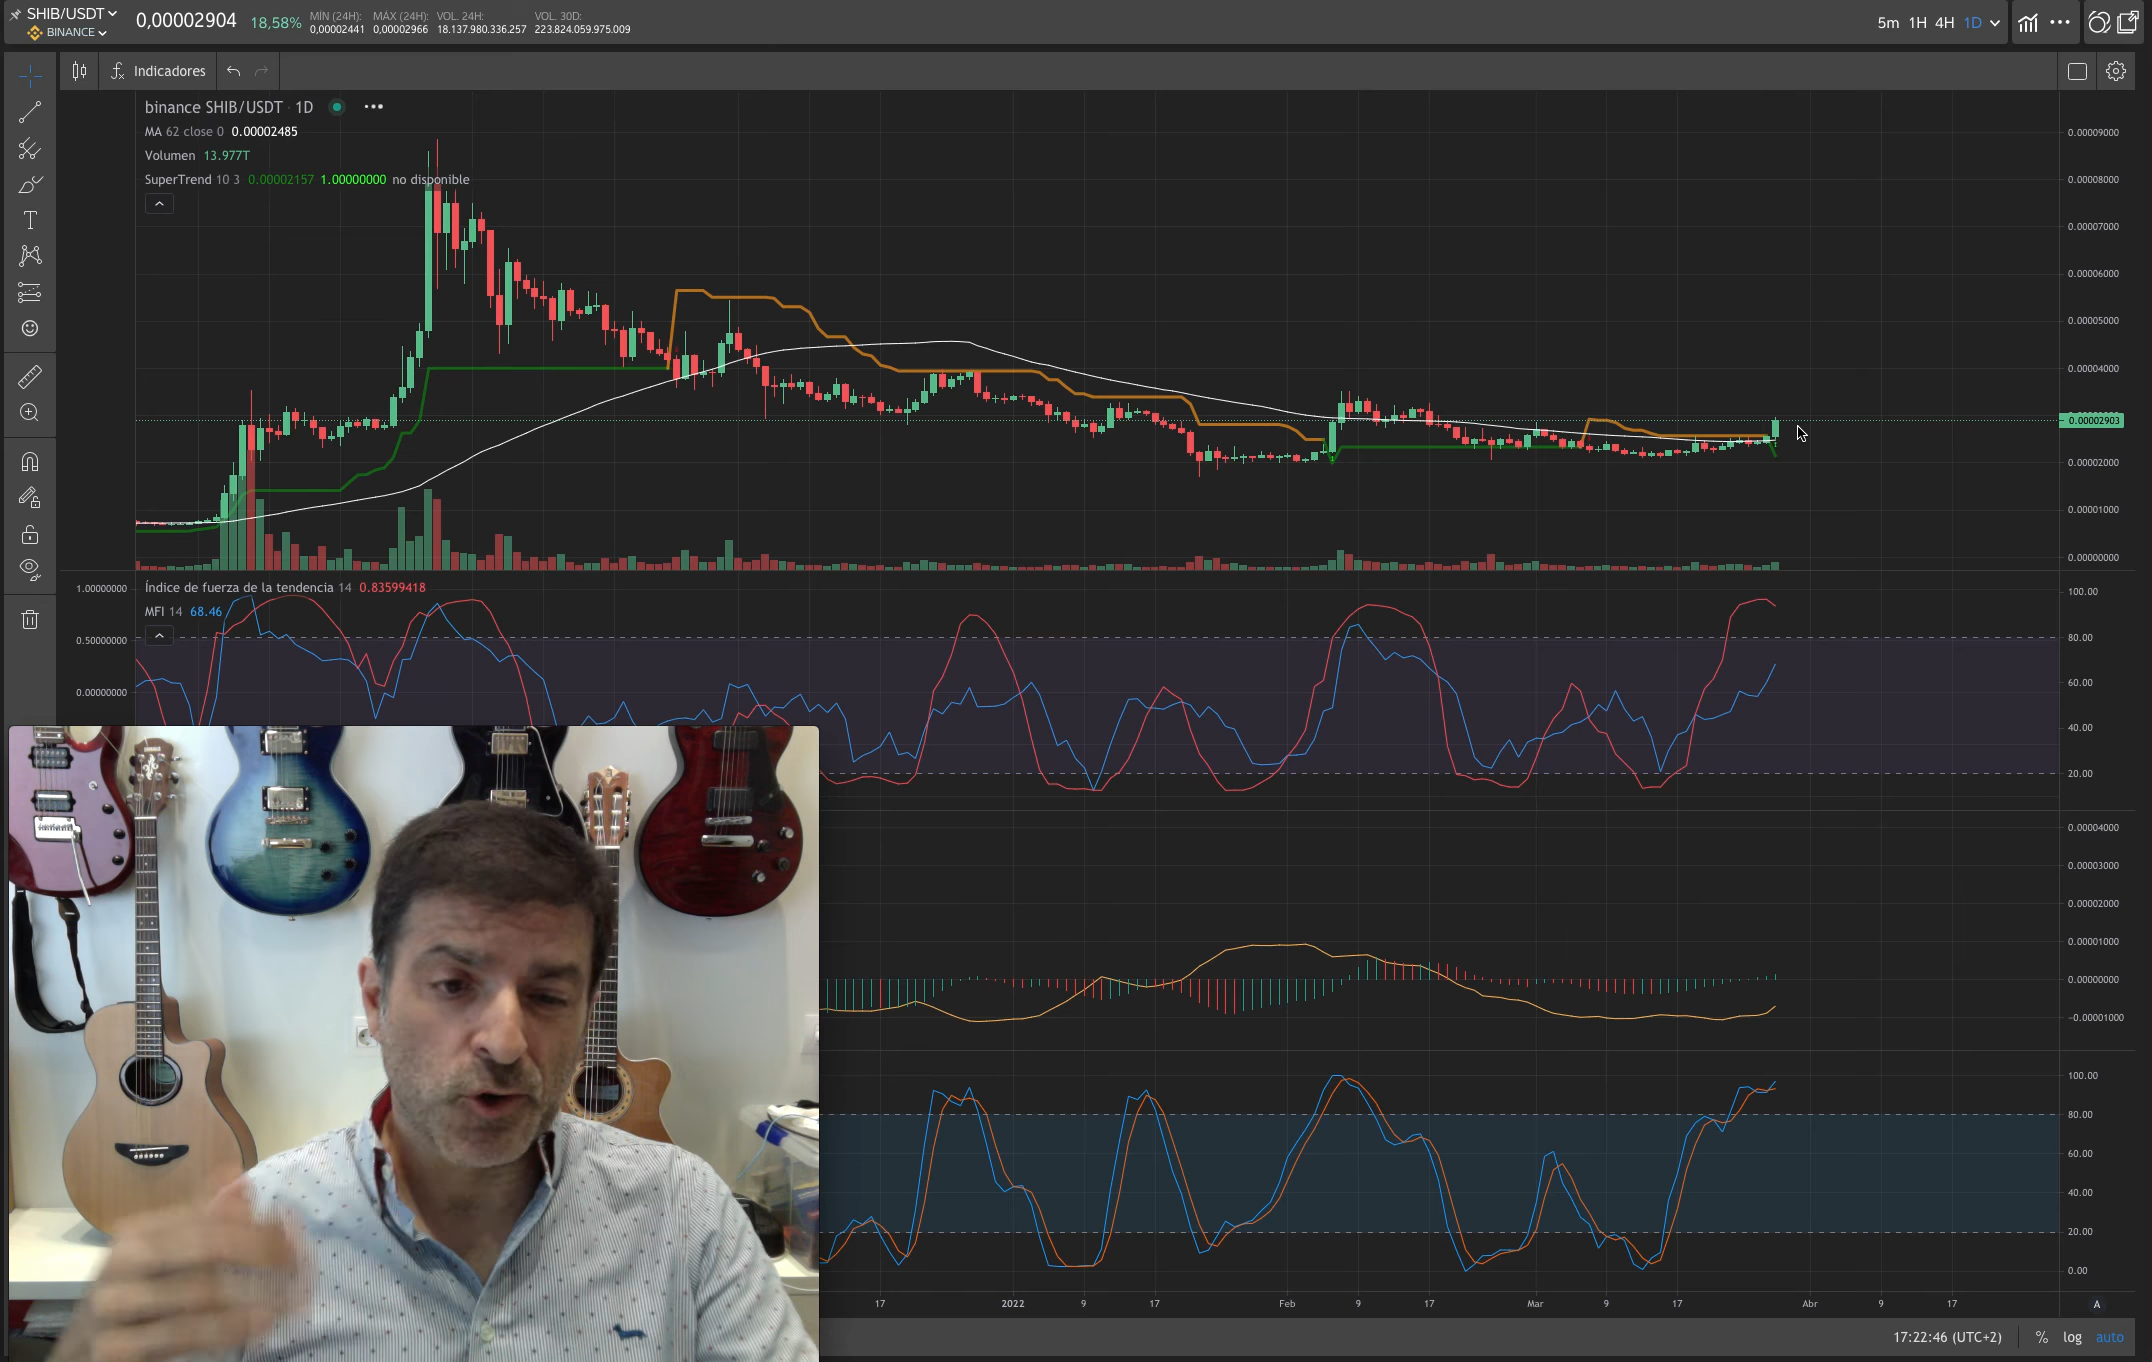 SHIB/USDT
BINANCE
0,00002904
18,58%
MÍN (24H): MÁX (24H): VOL. 24H: VOL. 30D:
0,00002441 0,00002966 18.137.980.336.257 223.824.059.975.009
5m 1H 4H 1D
Indicadores
binance SHIB/USDT · 1D
MA 62 close 0 0.00002485
Volumen 13.977T
SuperTrend 10 3 0.00002157 1.00000000 no disponible
0.00009000
0.00008000
0.00007000
0.00006000
0.00005000
0.00004000
0.00002903
0.00002000
0.00001000
0.00000000
Índice de fuerza de la tendencia 14 0.83599418
MFI 14 68.46
1.00000000
0.50000000
0.00000000
100.00
80.00
60.00
40.00
20.00
0.00004000
0.00003000
0.00002000
0.00001000
0.00000000
−0.00001000
100.00
80.00
60.00
40.00
20.00
0.00
17 2022 9 17 Feb 9 17 Mar 9 17 Abr 9 17
A
17:22:46 (UTC+2) % log auto